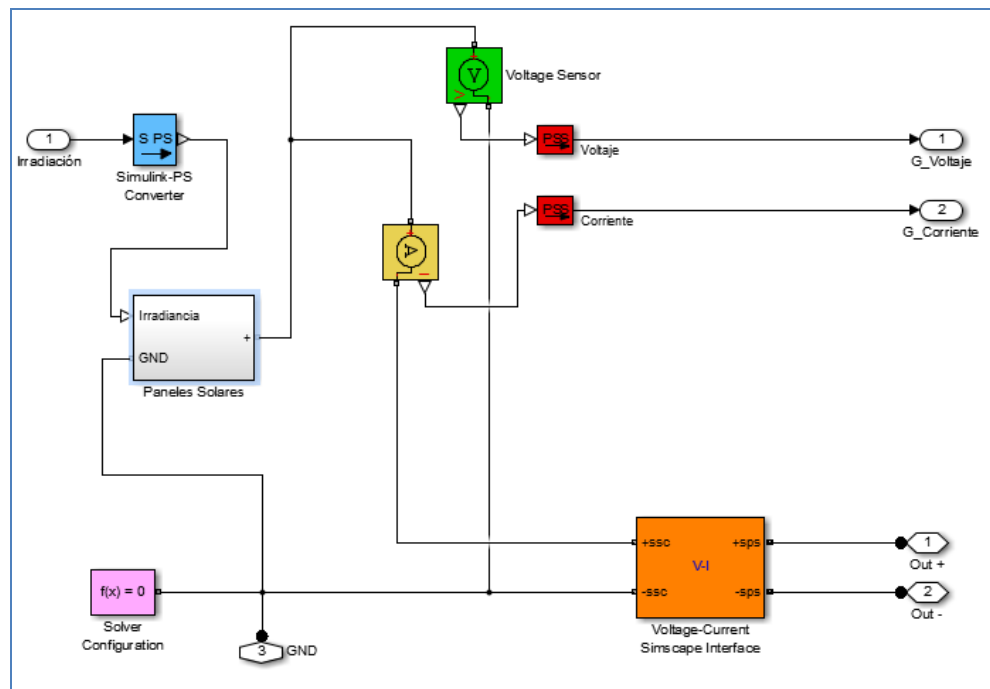 +
V
V
Voltage Sensor
1
Irradiación
S PS
Simulink-PS
Converter
PSS
Voltaje
1
G_Voltaje
PSS
Corriente
2
G_Corriente
+
A
−
Irradiancia
+
GND
Paneles Solares
+ssc
+sps
V-I
-ssc
-sps
Voltage-Current
Simscape Interface
1
Out +
2
Out -
f(x) = 0
Solver
Configuration
3
GND